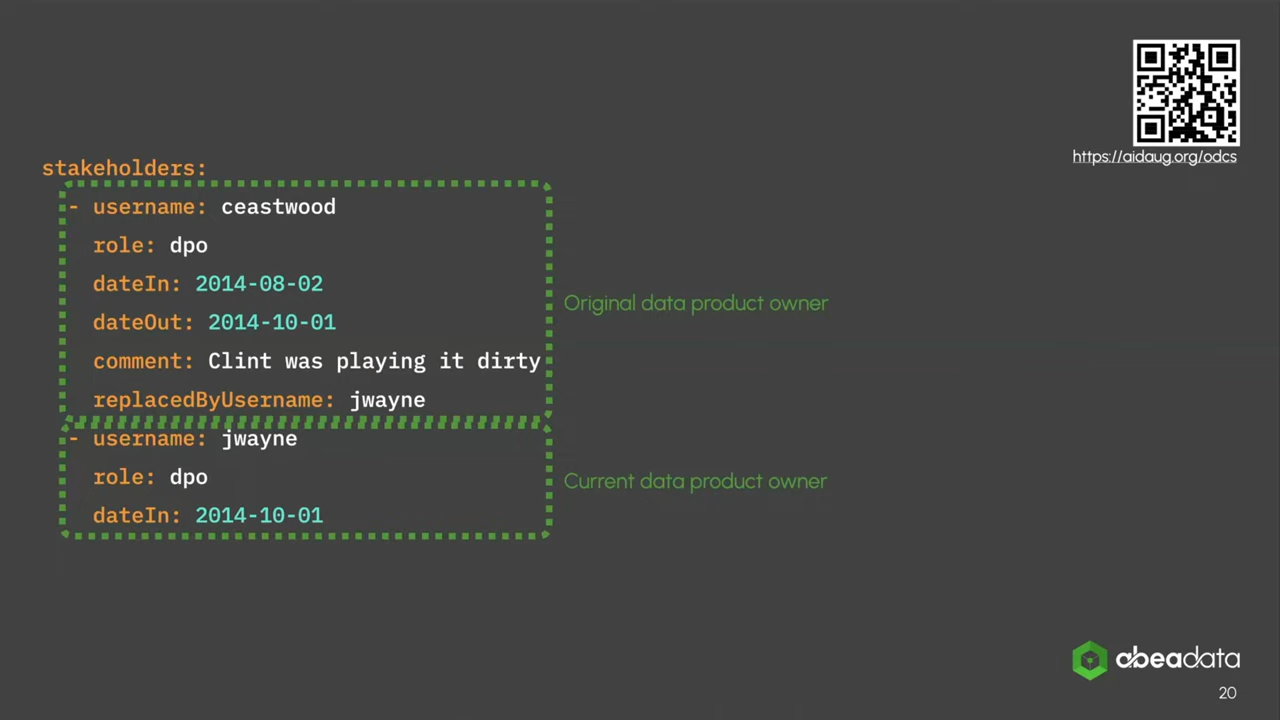 https://aidaug.org/odcs
stakeholders:
- username: ceastwood
role: dpo
dateIn: 2014-08-02
dateOut: 2014-10-01
comment: Clint was playing it dirty
replacedByUsername: jwayne
Original data product owner
- username: jwayne
role: dpo
dateIn: 2014-10-01
Current data product owner
abeadata
20